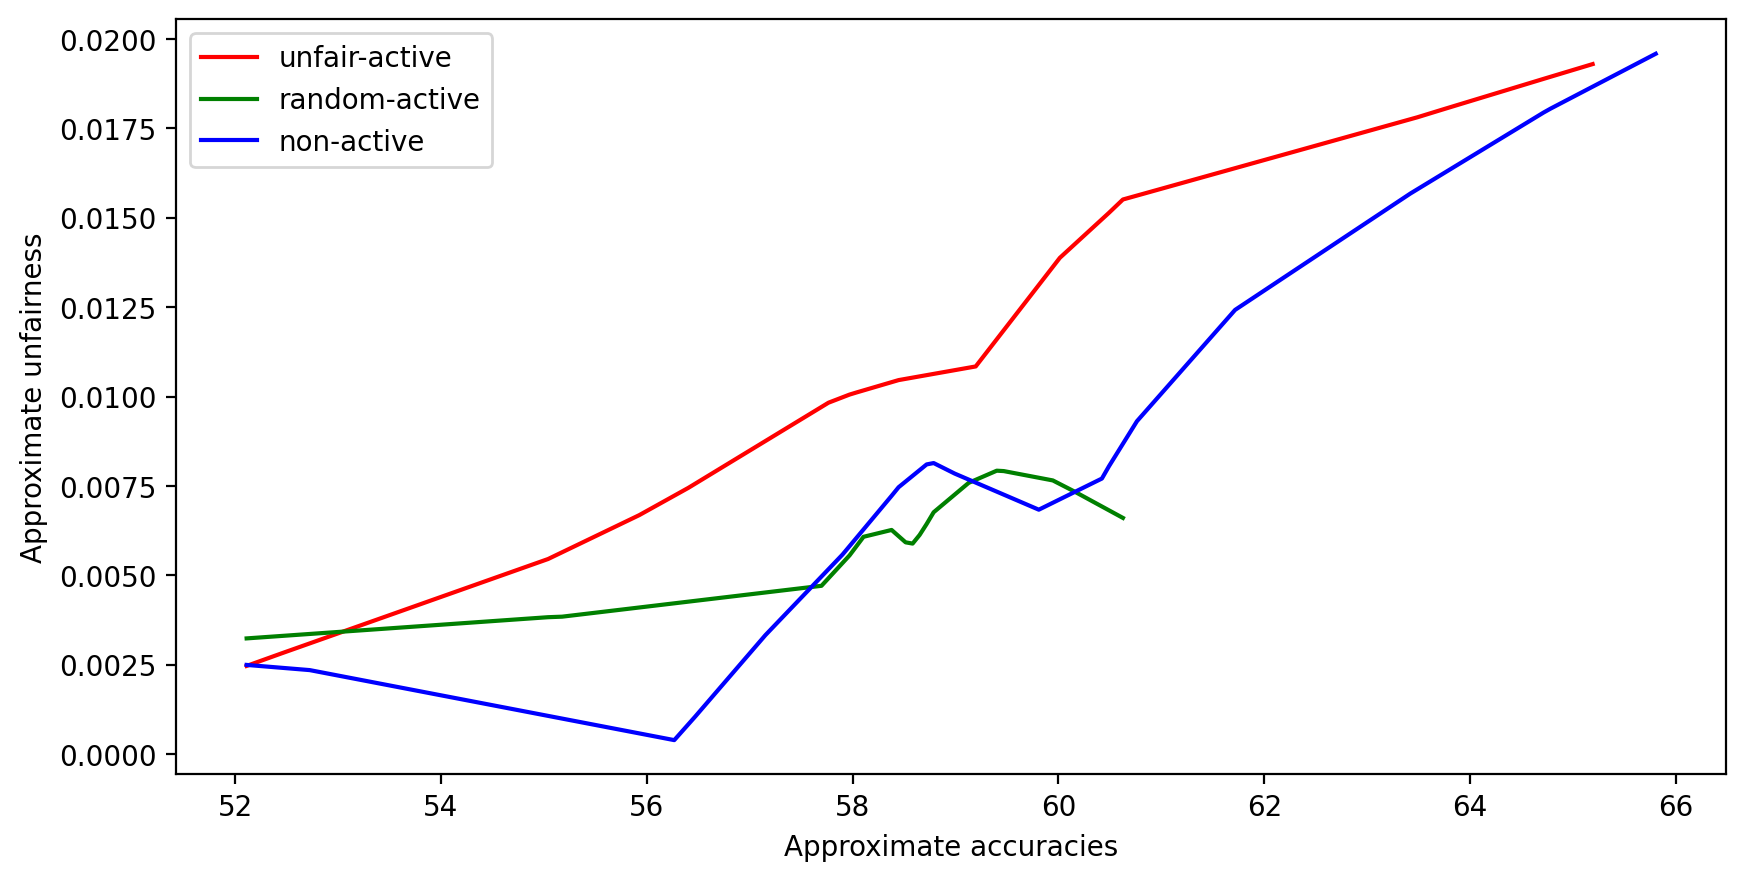 unfair-active
random-active
non-active
0.0200
0.0175
0.0150
0.0125
0.0100
0.0075
0.0050
0.0025
0.0000
Approximate unfairness
52 54 56 58 60 62 64 66
Approximate accuracies